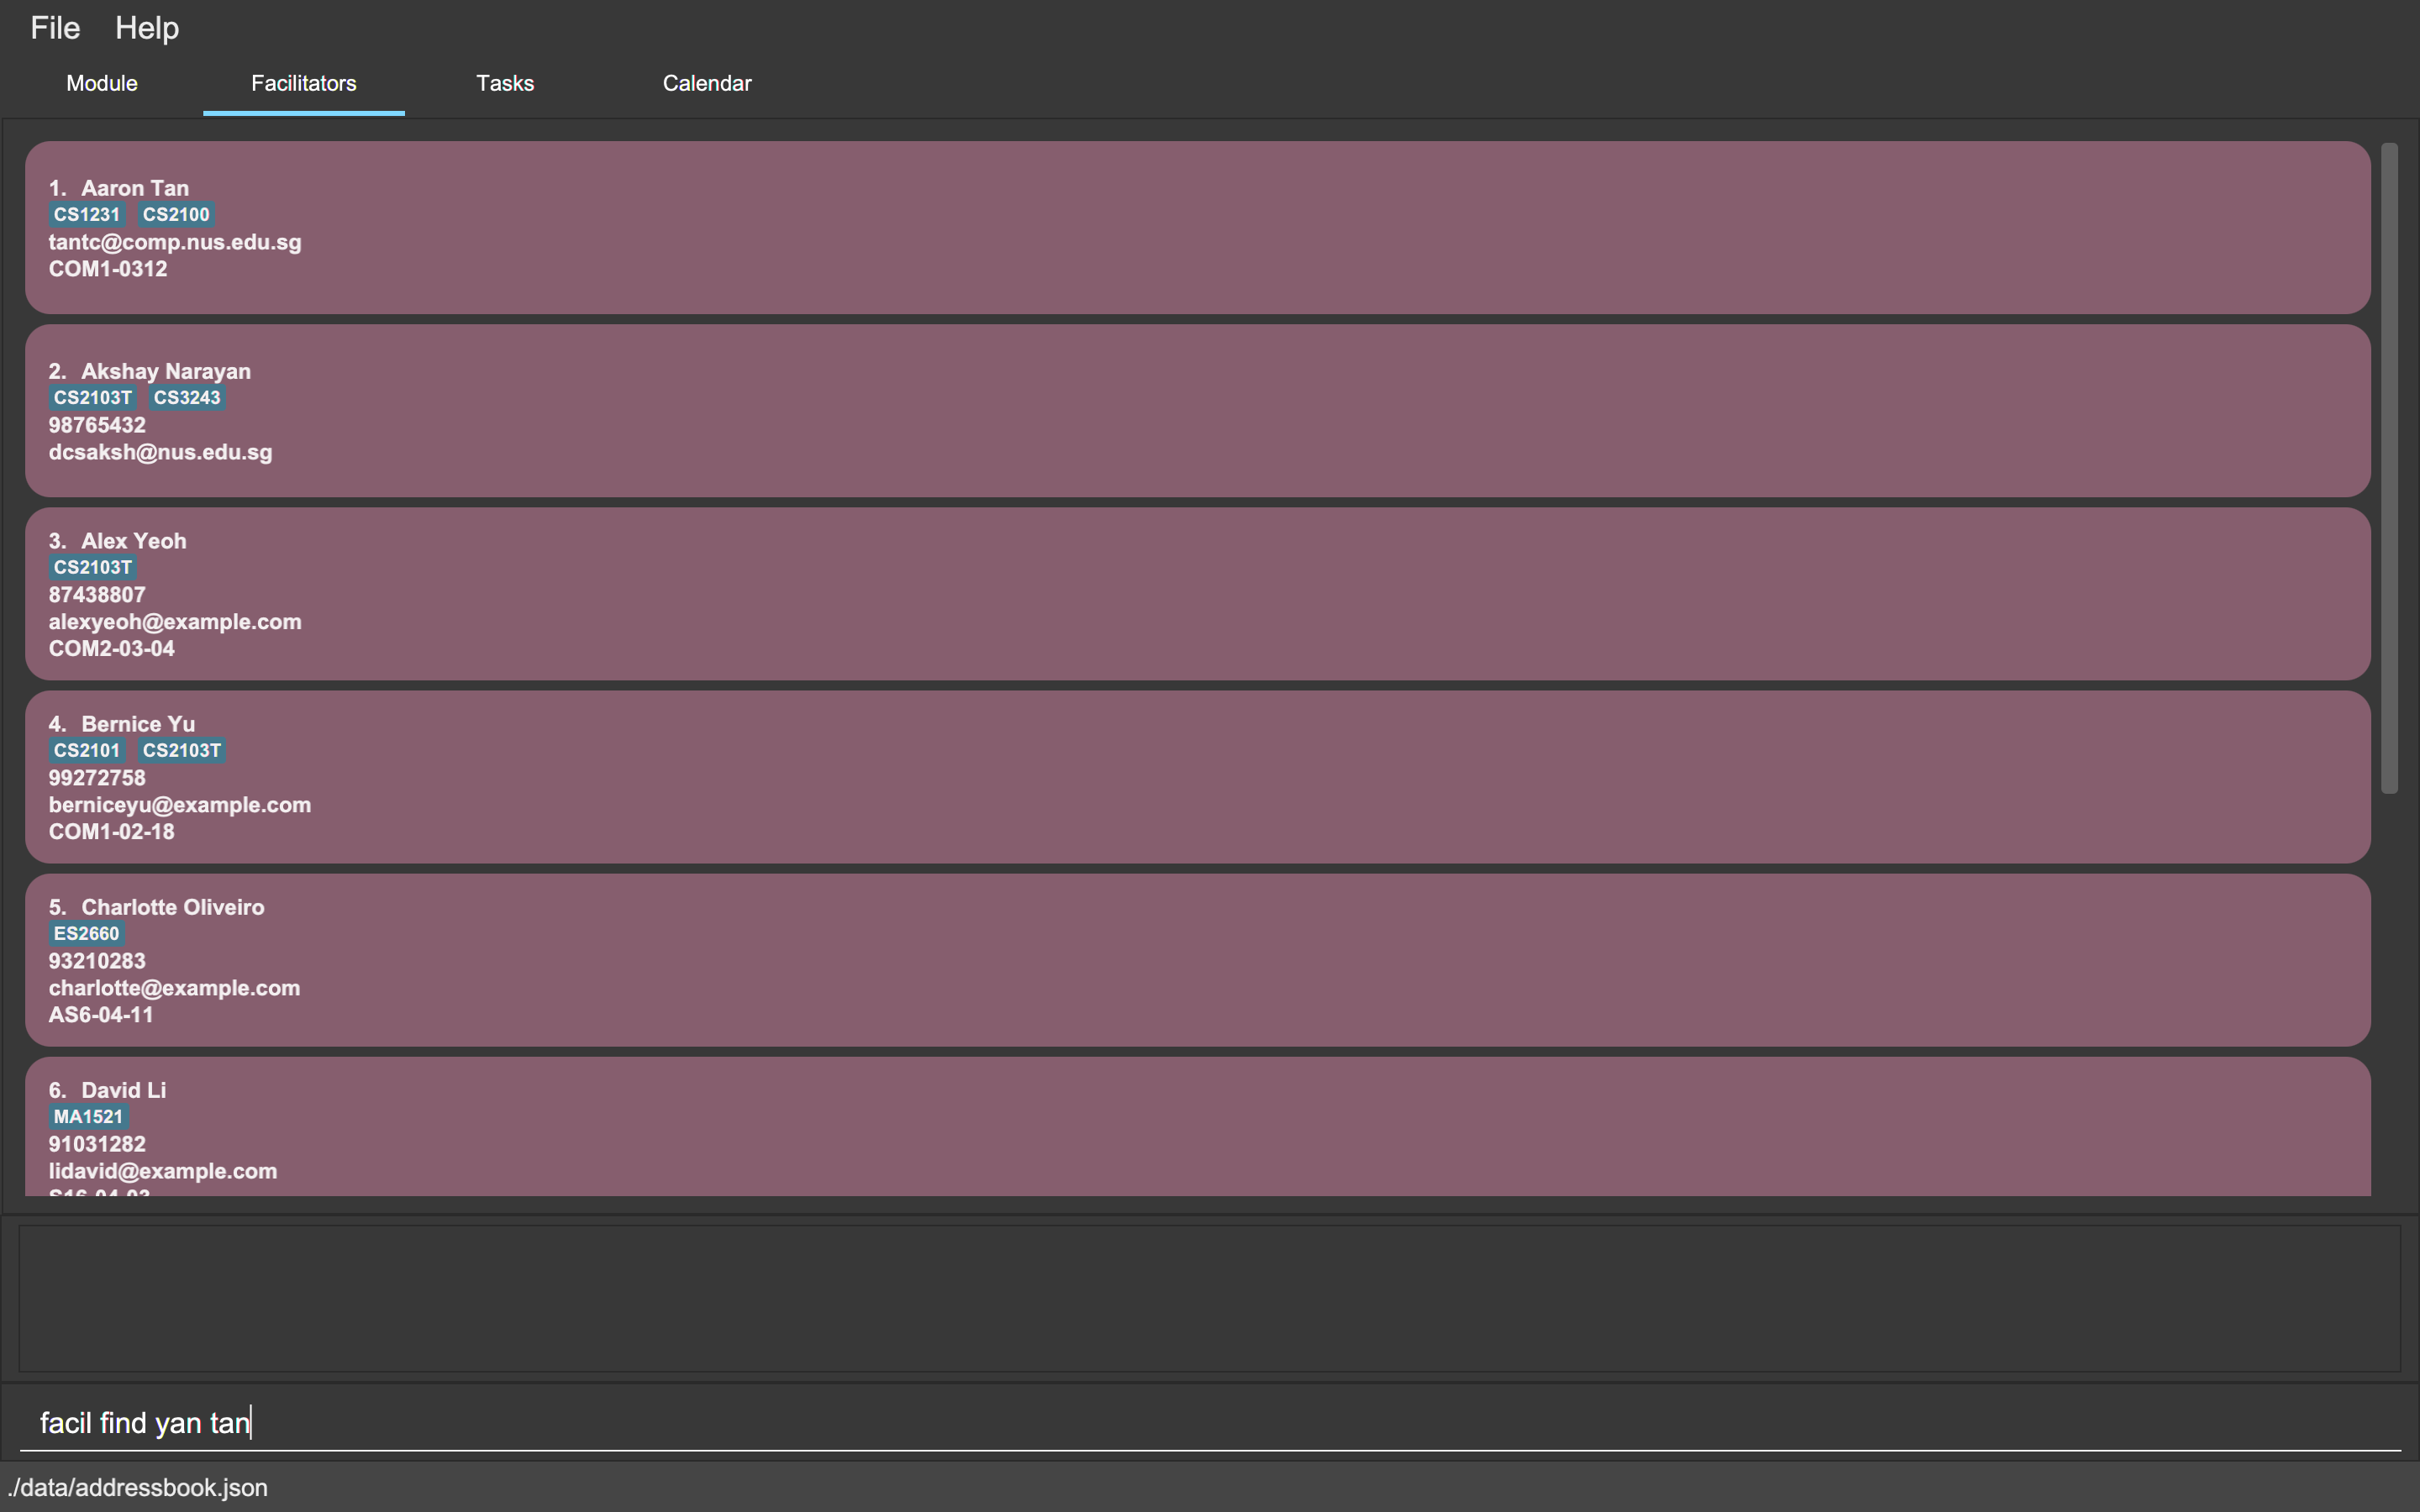 File Help
Module Facilitators Tasks Calendar
1. Aaron Tan
CS1231 CS2100
tantc@comp.nus.edu.sg
COM1-0312
2. Akshay Narayan
CS2103T CS3243
98765432
dcsaksh@nus.edu.sg
3. Alex Yeoh
CS2103T
87438807
alexyeoh@example.com
COM2-03-04
4. Bernice Yu
CS2101 CS2103T
99272758
berniceyu@example.com
COM1-02-18
5. Charlotte Oliveiro
ES2660
93210283
charlotte@example.com
AS6-04-11
6. David Li
MA1521
91031282
lidavid@example.com
facil find yan tan
./data/addressbook.json